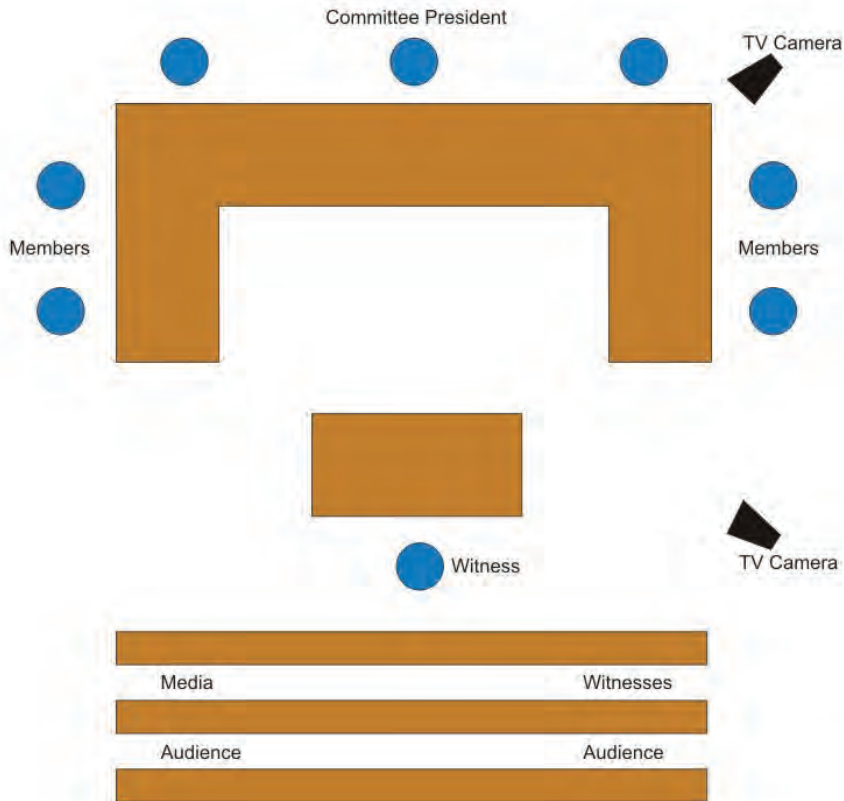 Committee President
TV Camera
Members
Members
Witness
TV Camera
Media
Witnesses
Audience
Audience